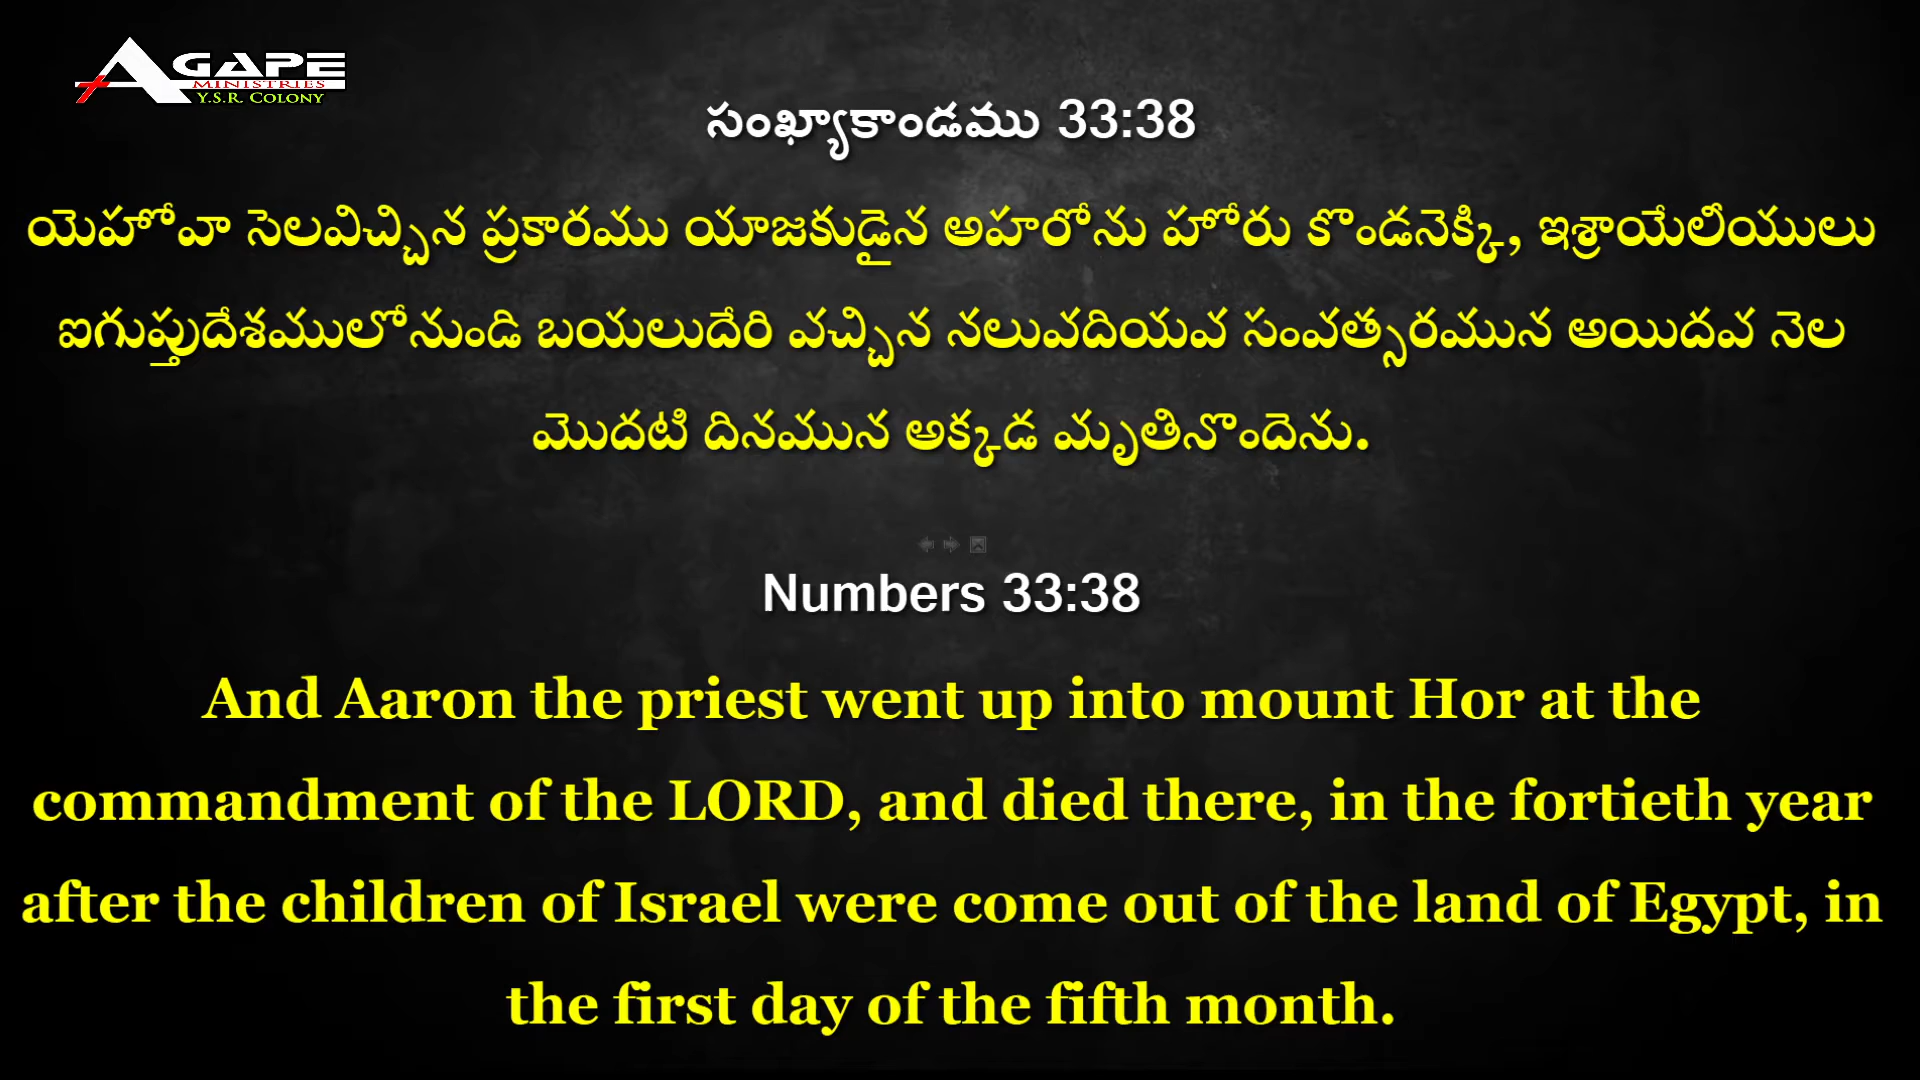 AGAPE
MINISTRIES
Y.S.R. COLONY
సంఖ్యాకాండము 33:38
యెహోవా సెలవిచ్చిన ప్రకారము యాజకుడైన అహరోను హోరు కొండనెక్కి, ఇశ్రాయేలీయులు
ఐగుప్తుదేశములోనుండి బయలుదేరి వచ్చిన నలువదియవ సంవత్సరమున అయిదవ నెల
మొదటి దినమున అక్కడ మృతినొందెను.
Numbers 33:38
And Aaron the priest went up into mount Hor at the
commandment of the LORD, and died there, in the fortieth year
after the children of Israel were come out of the land of Egypt, in
the first day of the fifth month.